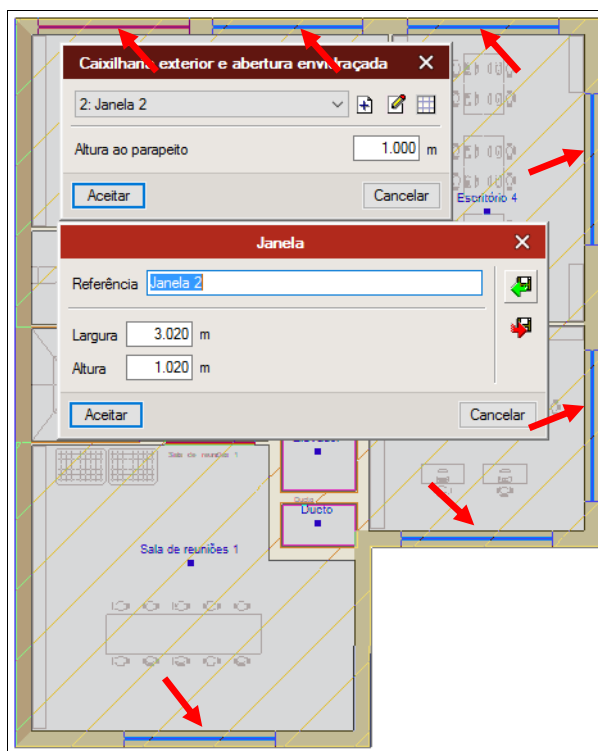 Caixilharia exterior e abertura envidraçada
2: Janela 2
Altura ao parapeito 1.000 m
Aceitar Cancelar
Escritório 4
Janela
Referência Janela 2
Largura 3.020 m
Altura 1.020 m
Aceitar Cancelar
Sala de reuniões 1
Ducto
Sala de reuniões 1